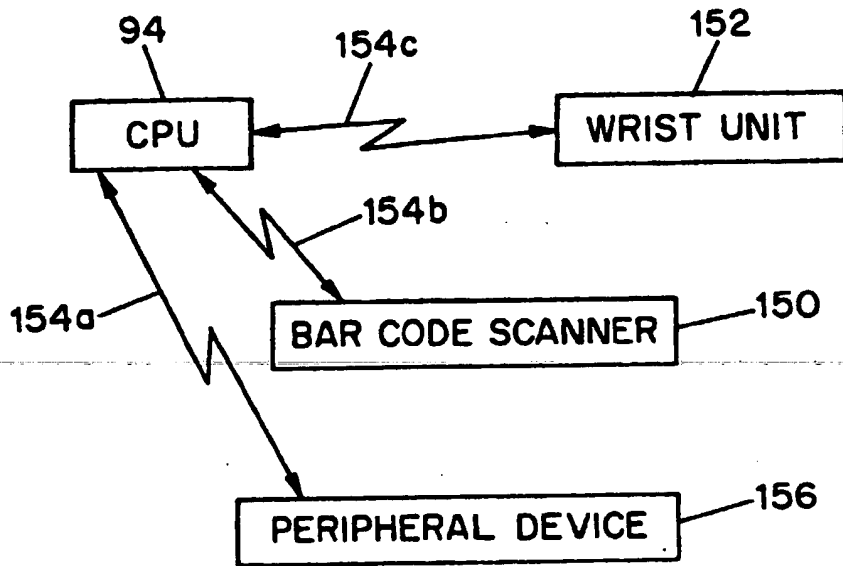 94
154c
152
CPU
WRIST UNIT
154b
154a
BAR CODE SCANNER
150
PERIPHERAL DEVICE
156